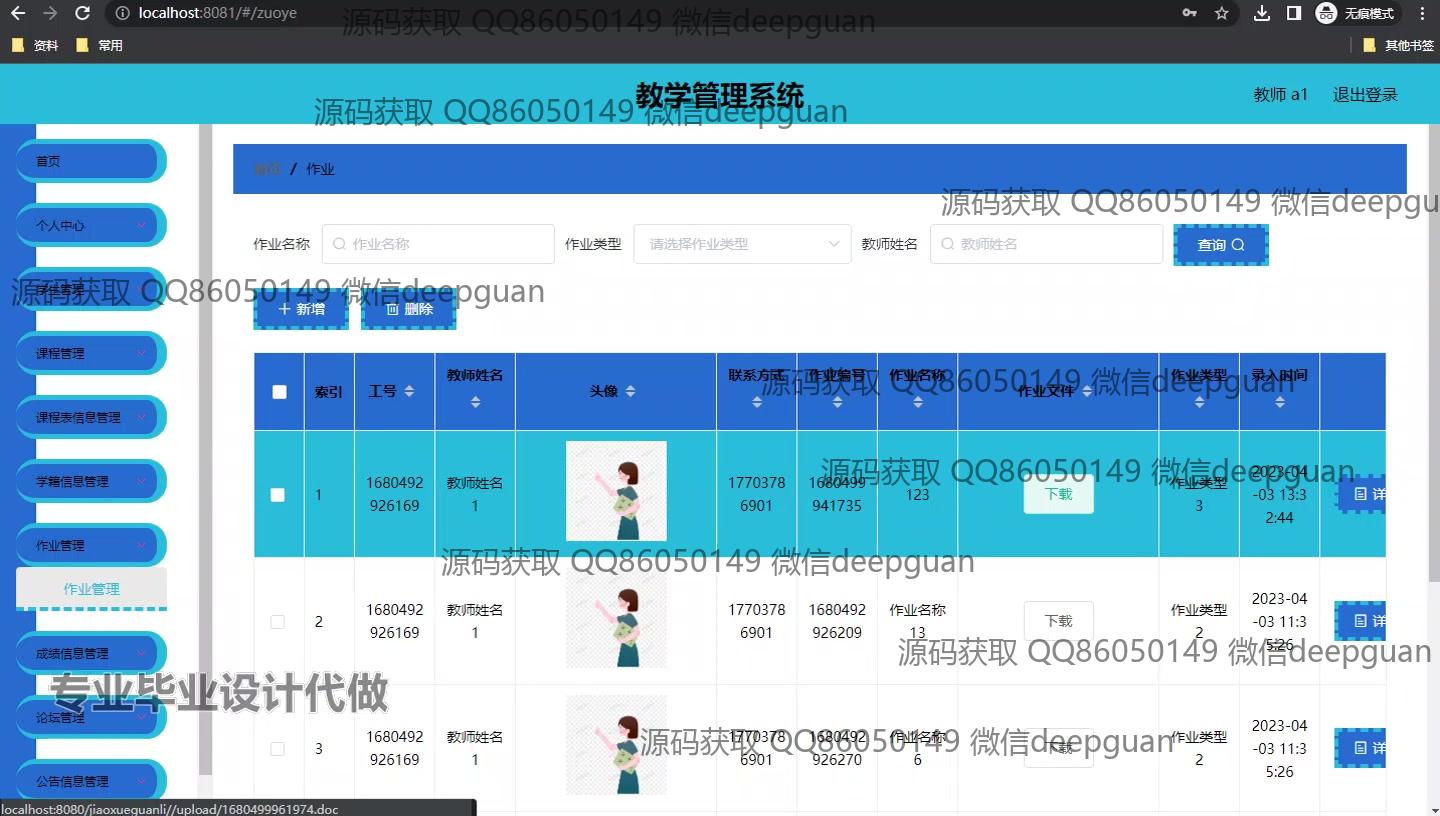 localhost:8081/#/zuoye
无痕模式
资料
常用
其他书签
教学管理系统
教师 a1
退出登录
源码获取 QQ86050149 微信deepguan
源码获取 QQ86050149 微信deepguan
首页
个人中心
课程管理
课程表信息管理
学籍信息管理
作业管理
作业管理
成绩信息管理
论坛管理
公告信息管理
首页 / 作业
源码获取 QQ86050149 微信deepgu
作业名称 作业名称 作业类型 请选择作业类型 教师姓名 教师姓名 查询
源码获取 QQ86050149 微信deepguan
新增 删除
索引 工号 教师姓名 头像 联系方式 作业编号 作业名称 作业文件 作业类型 录入时间
源码获取 QQ86050149 微信deepguan
1 1680492926169 教师姓名1 17703786901 1680499941735 123 下载 作业类型3 2023-04-03 13:32:44 详
源码获取 QQ86050149 微信deepguan
源码获取 QQ86050149 微信deepguan
2 1680492926169 教师姓名1 17703786901 1680492926209 作业名称13 下载 作业类型2 2023-04-03 11:35:26 详
源码获取 QQ86050149 微信deepguan
专业毕业设计代做
3 1680492926169 教师姓名1 17703786901 1680492926270 作业名称6 下载 作业类型2 2023-04-03 11:35:26 详
源码获取 QQ86050149 微信deepguan
localhost:8080/jiaoxueguanli//upload/1680499961974.doc